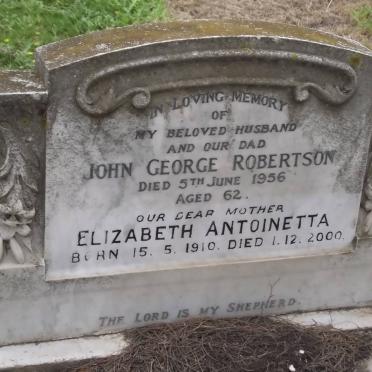 IN LOVING MEMORY
OF
MY BELOVED HUSBAND
AND OUR DAD
JOHN GEORGE ROBERTSON
DIED 5TH JUNE 1956
AGED 62.
OUR DEAR MOTHER
ELIZABETH ANTOINETTA
BORN 15. 5. 1910. DIED 1. 12. 2000.
THE LORD IS MY SHEPHERD.